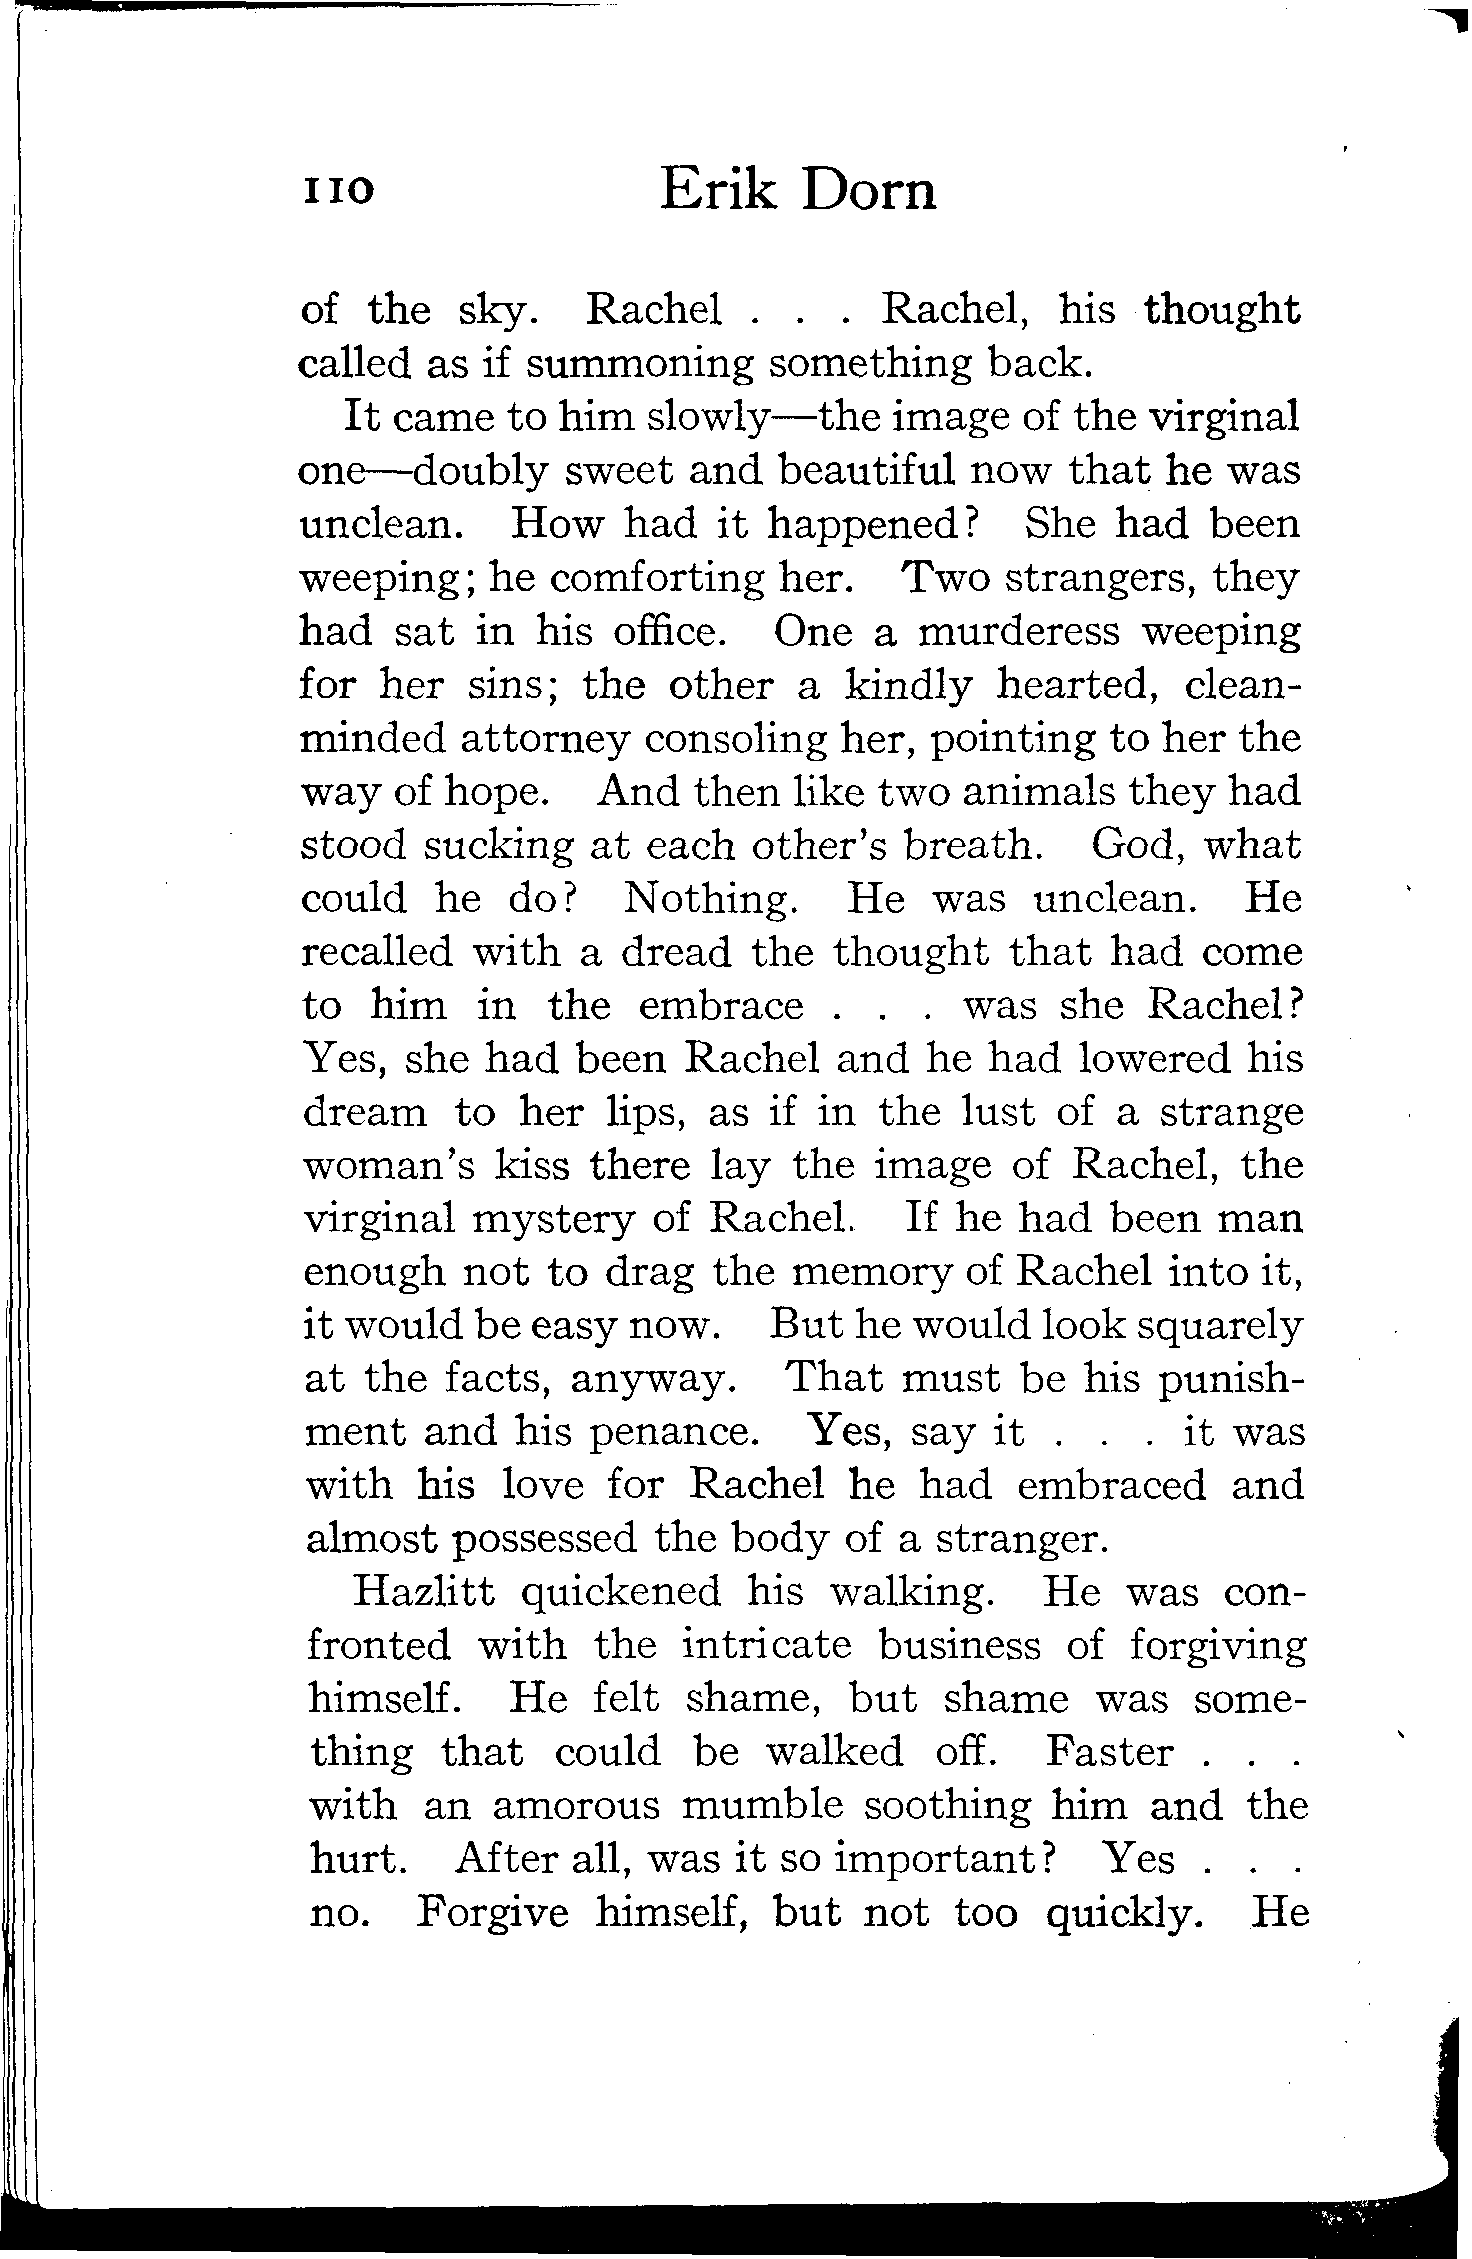 110 Erik Dorn
of the sky. Rachel . . . Rachel, his thought
called as if summoning something back.
It came to him slowly—the image of the virginal
one—doubly sweet and beautiful now that he was
unclean. How had it happened? She had been
weeping; he comforting her. Two strangers, they
had sat in his office. One a murderess weeping
for her sins; the other a kindly hearted, clean-
minded attorney consoling her, pointing to her the
way of hope. And then like two animals they had
stood sucking at each other's breath. God, what
could he do? Nothing. He was unclean. He
recalled with a dread the thought that had come
to him in the embrace . . . was she Rachel?
Yes, she had been Rachel and he had lowered his
dream to her lips, as if in the lust of a strange
woman's kiss there lay the image of Rachel, the
virginal mystery of Rachel. If he had been man
enough not to drag the memory of Rachel into it,
it would be easy now. But he would look squarely
at the facts, anyway. That must be his punish-
ment and his penance. Yes, say it . . . it was
with his love for Rachel he had embraced and
almost possessed the body of a stranger.
Hazlitt quickened his walking. He was con-
fronted with the intricate business of forgiving
himself. He felt shame, but shame was some-
thing that could be walked off. Faster . . .
with an amorous mumble soothing him and the
hurt. After all, was it so important? Yes . . .
no. Forgive himself, but not too quickly. He